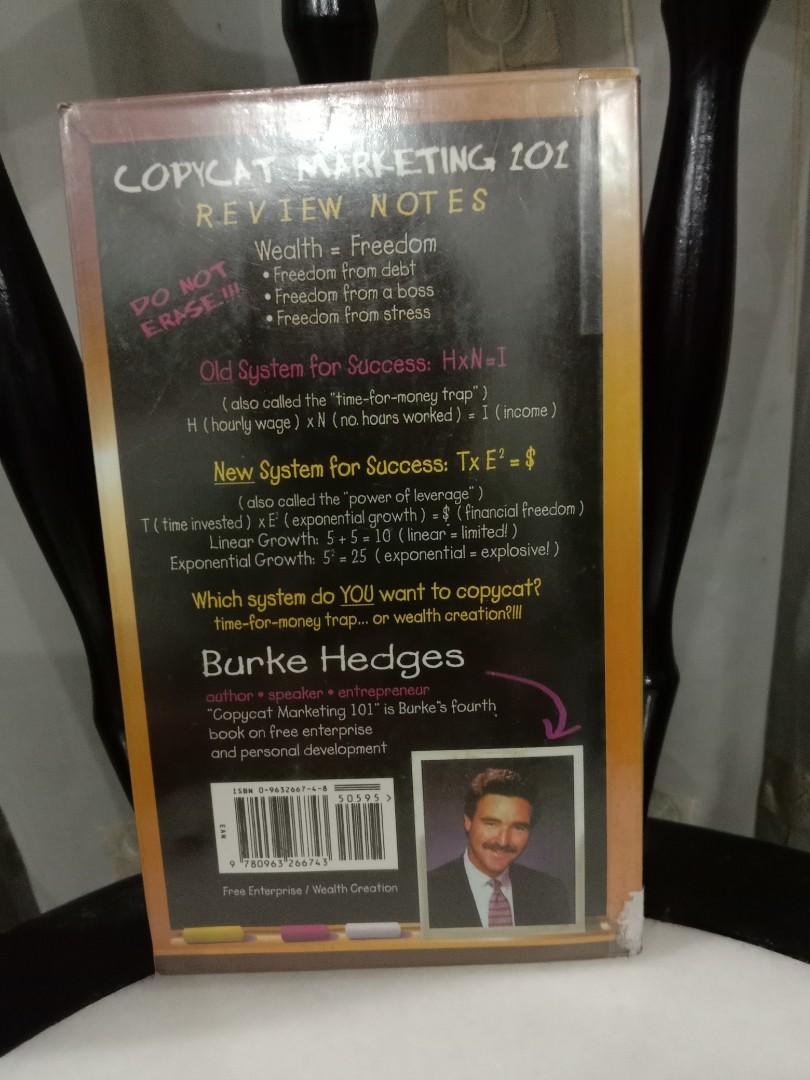 COPYCAT MARKETING 101
REVIEW NOTES
Wealth = Freedom
DO NOT
ERASE!!!
• Freedom from debt
• Freedom from a boss
• Freedom from stress
Old System for Success: HxN=I
( also called the "time-for-money trap" )
H ( hourly wage ) x N ( no. hours worked ) = I ( income )
New System for Success: T x E² = $
( also called the "power of leverage" )
T ( time invested ) x E² ( exponential growth ) = $ ( financial freedom )
Linear Growth: 5 + 5 = 10 ( linear = limited! )
Exponential Growth: 5² = 25 ( exponential = explosive! )
Which system do YOU want to copycat?
time-for-money trap... or wealth creation?!!!
Burke Hedges
author • speaker • entrepreneur
"Copycat Marketing 101" is Burke"s fourth
book on free enterprise
and personal development
ISBN 0-9632667-4-8
50595 >
EAN
9 780963 266743
Free Enterprise / Wealth Creation